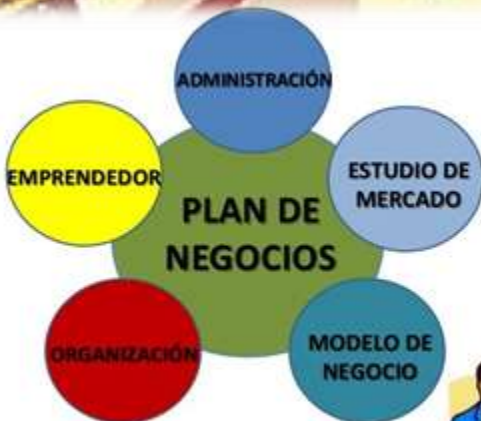 ADMINISTRACIÓN
EMPRENDEDOR
ESTUDIO DE
MERCADO
PLAN DE
NEGOCIOS
ORGANIZACIÓN
MODELO DE
NEGOCIO